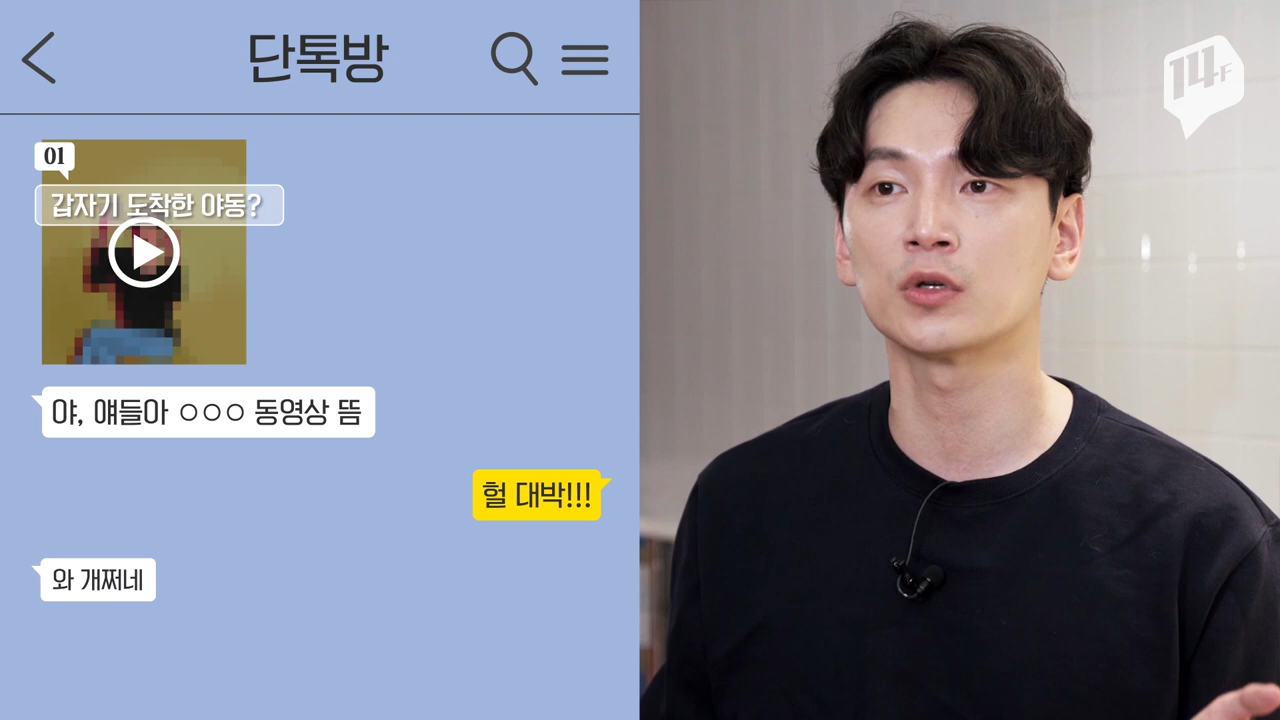 단톡방
01
갑자기 도착한 야동?
야, 얘들아 ○○○ 동영상 뜸
헐 대박!!!
와 개쩌네
14F